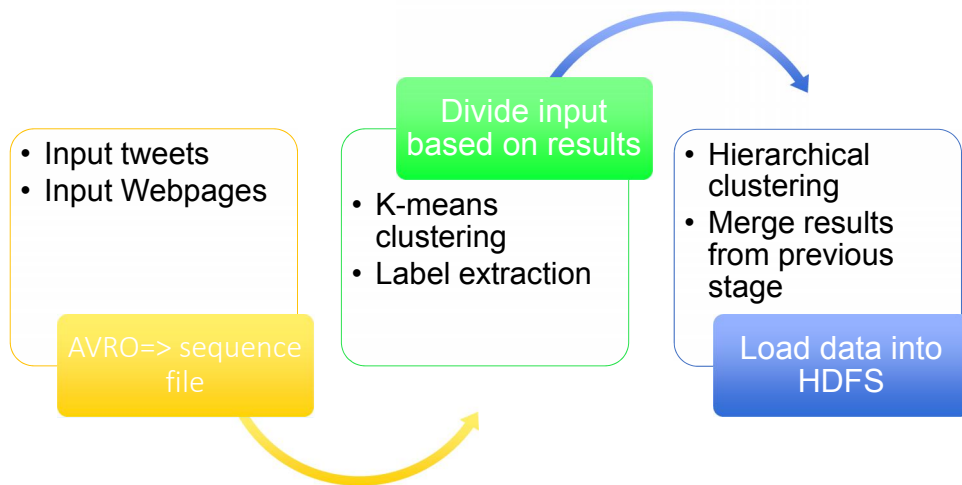 • Input tweets
• Input Webpages
AVRO=> sequence
file
Divide input
based on results
• K-means
clustering
• Label extraction
• Hierarchical
clustering
• Merge results
from previous
stage
Load data into
HDFS